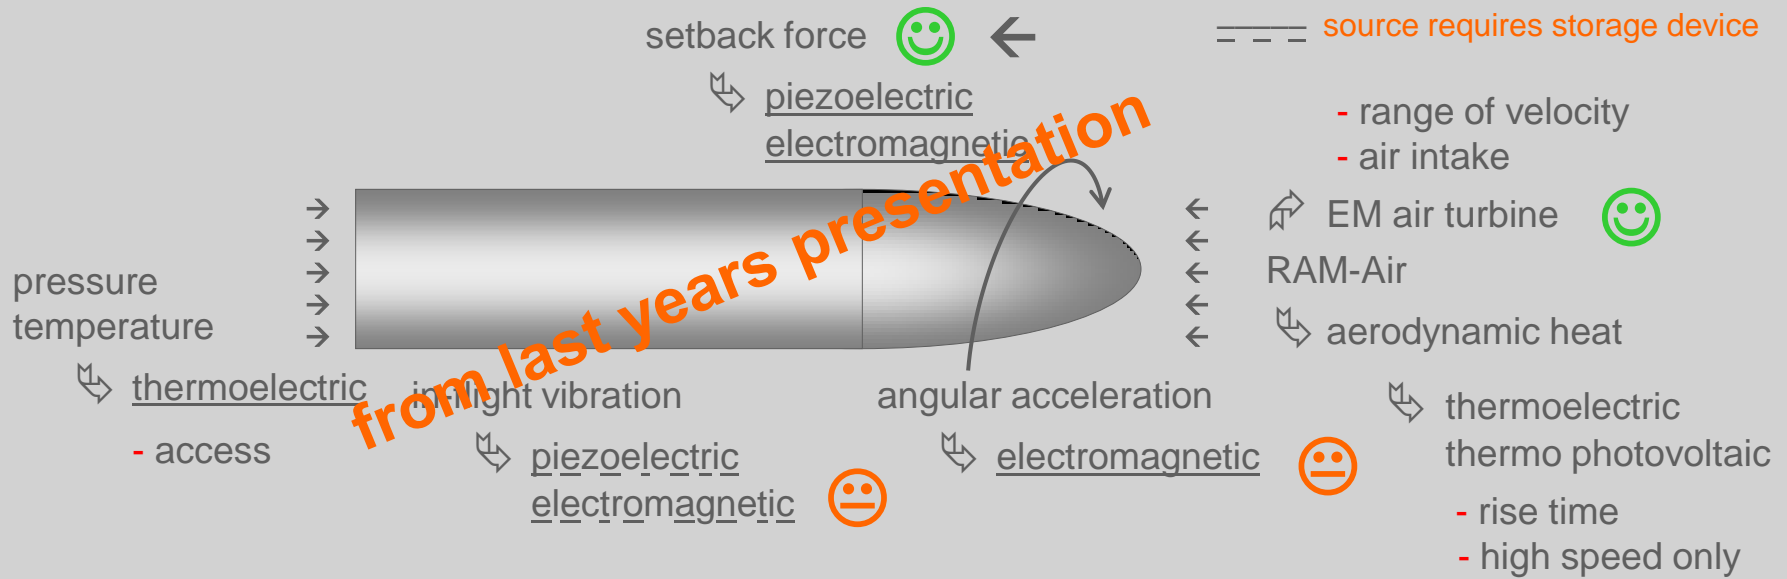 setback force
source requires storage device
piezoelectric
electromagnetic
- range of velocity
- air intake
EM air turbine
RAM-Air
aerodynamic heat
pressure
temperature
thermoelectric
- access
in-flight vibration
piezoelectric
electromagnetic
angular acceleration
electromagnetic
thermoelectric
thermo photovoltaic
- rise time
- high speed only
from last years presentation